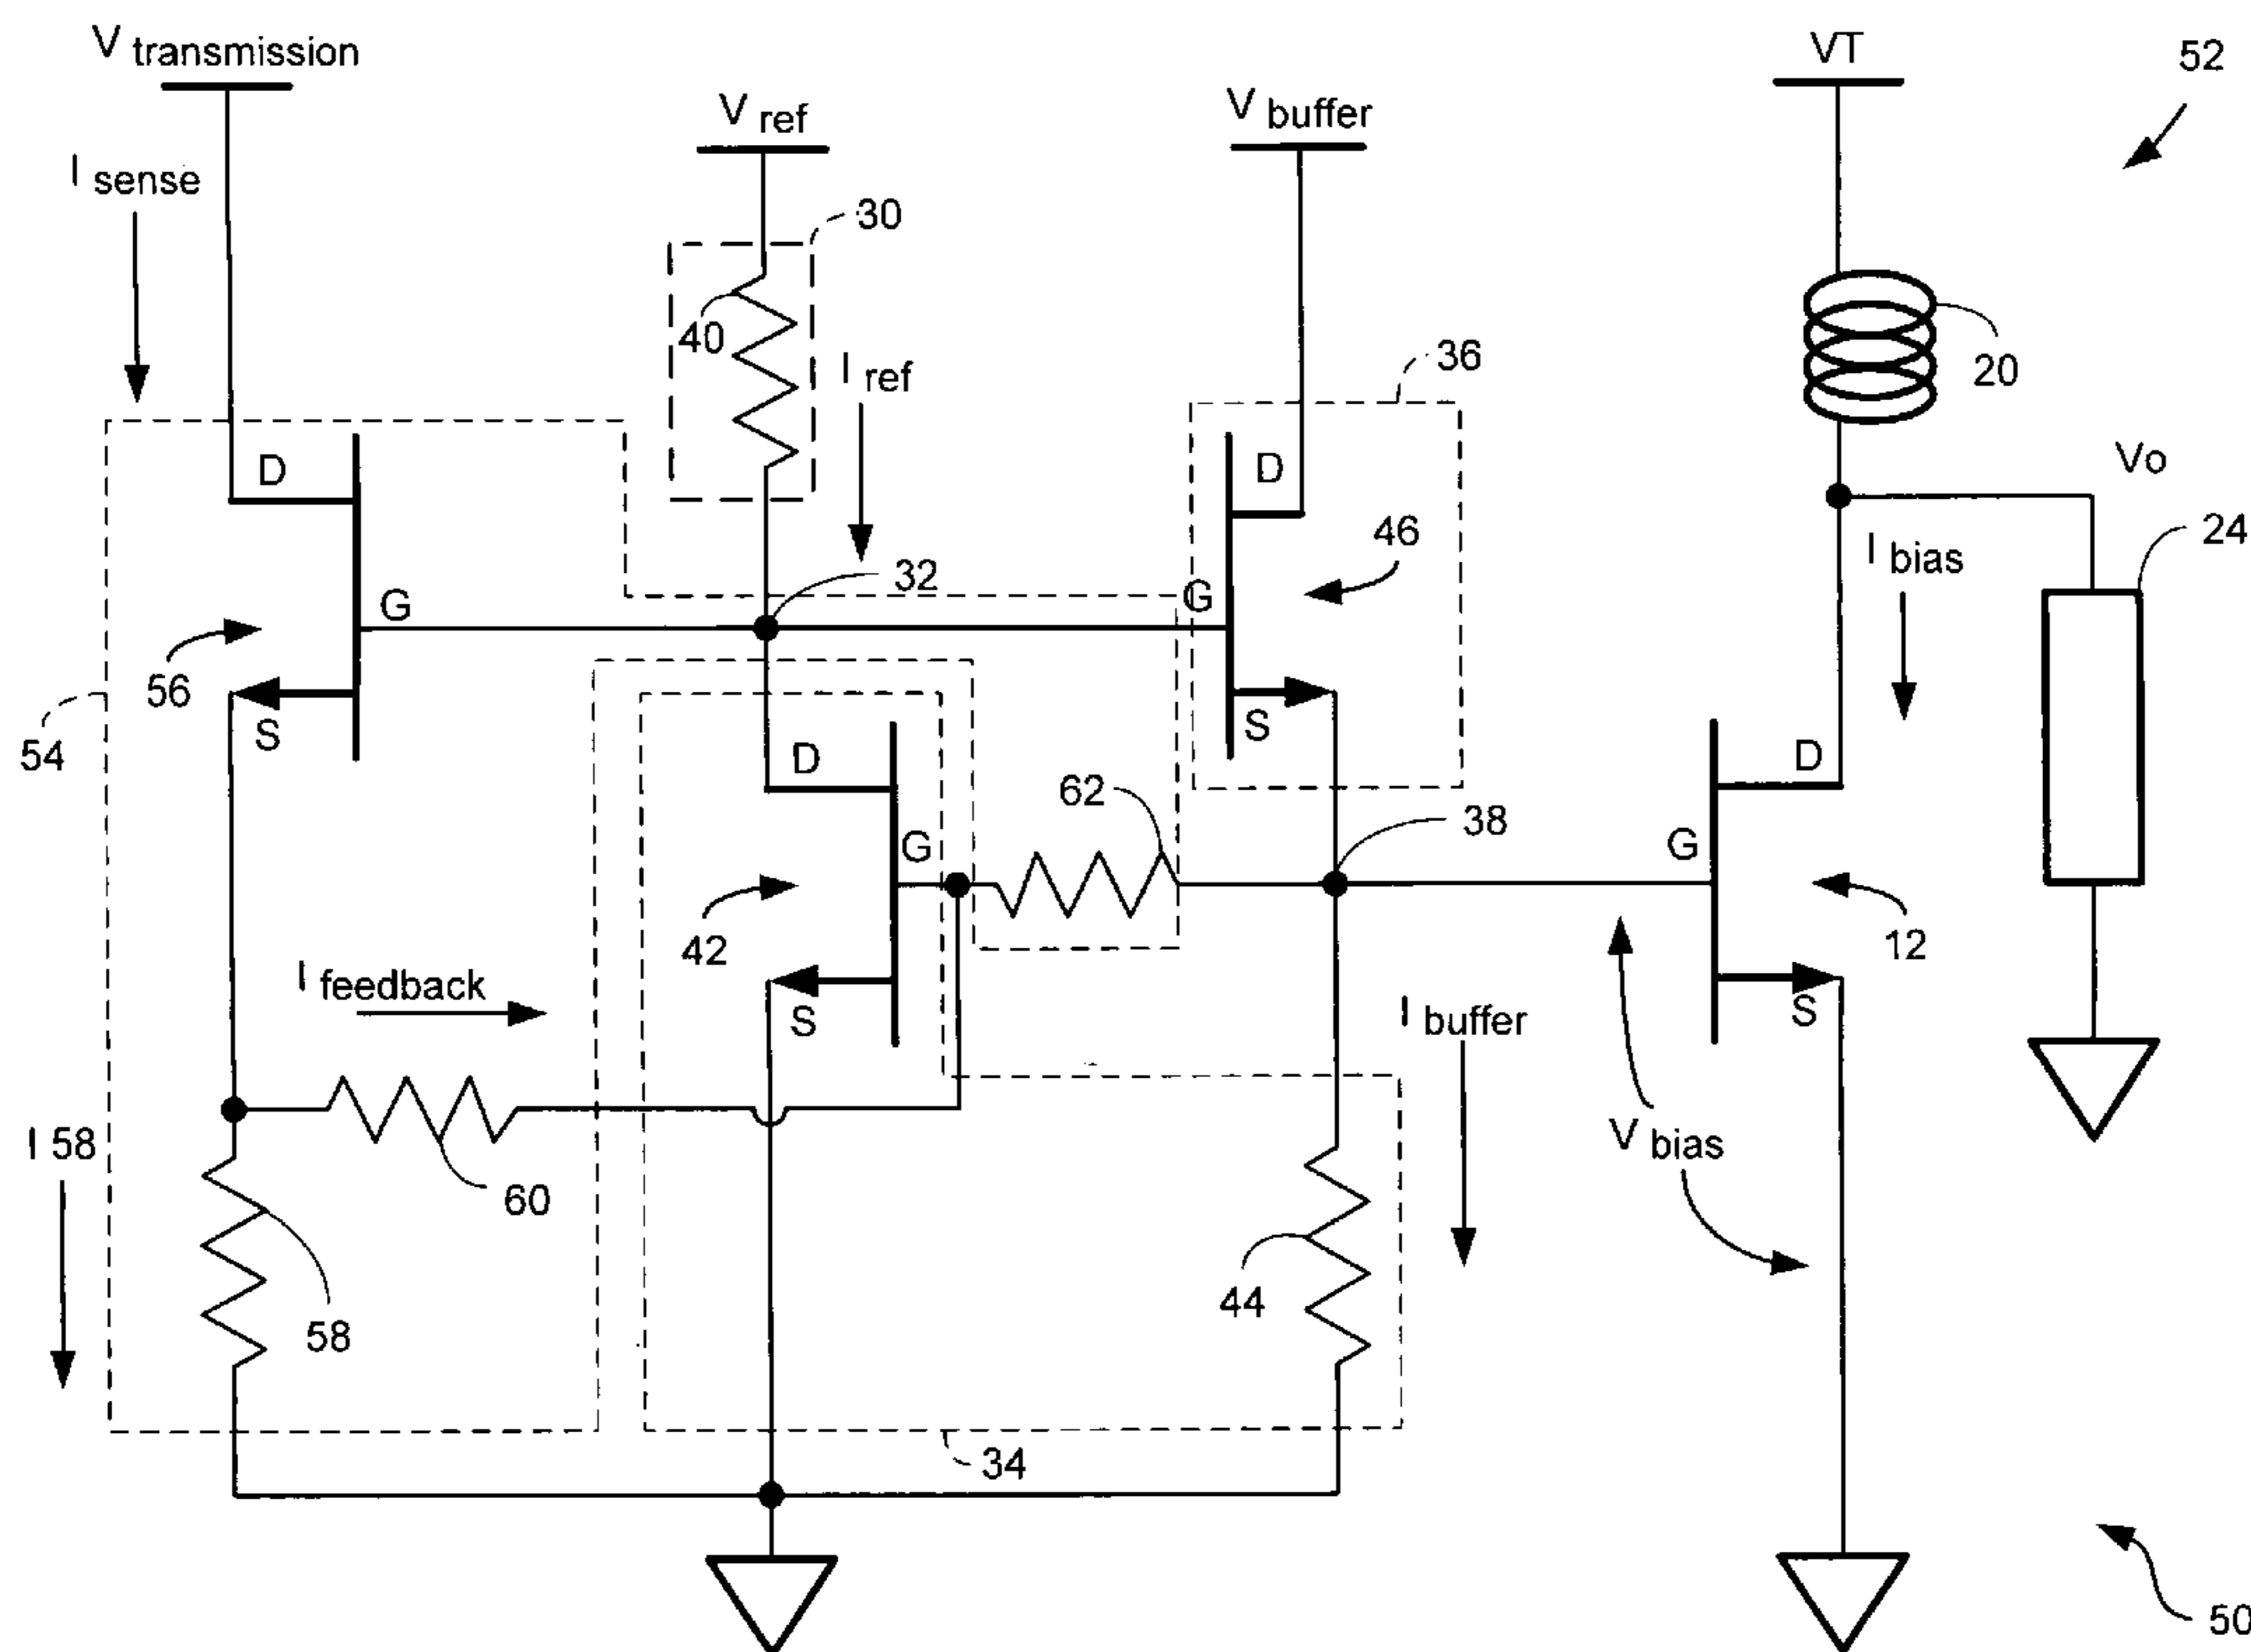 V transmission
VT
52
V ref
V buffer
I sense
30
40
I ref
36
20
D
D
Vo
46
24
I bias
32
G
G
56
S
S
54
D
62
38
D
G
G
42
12
I feedback
S
I buffer
S
I 58
V bias
60
44
58
34
50